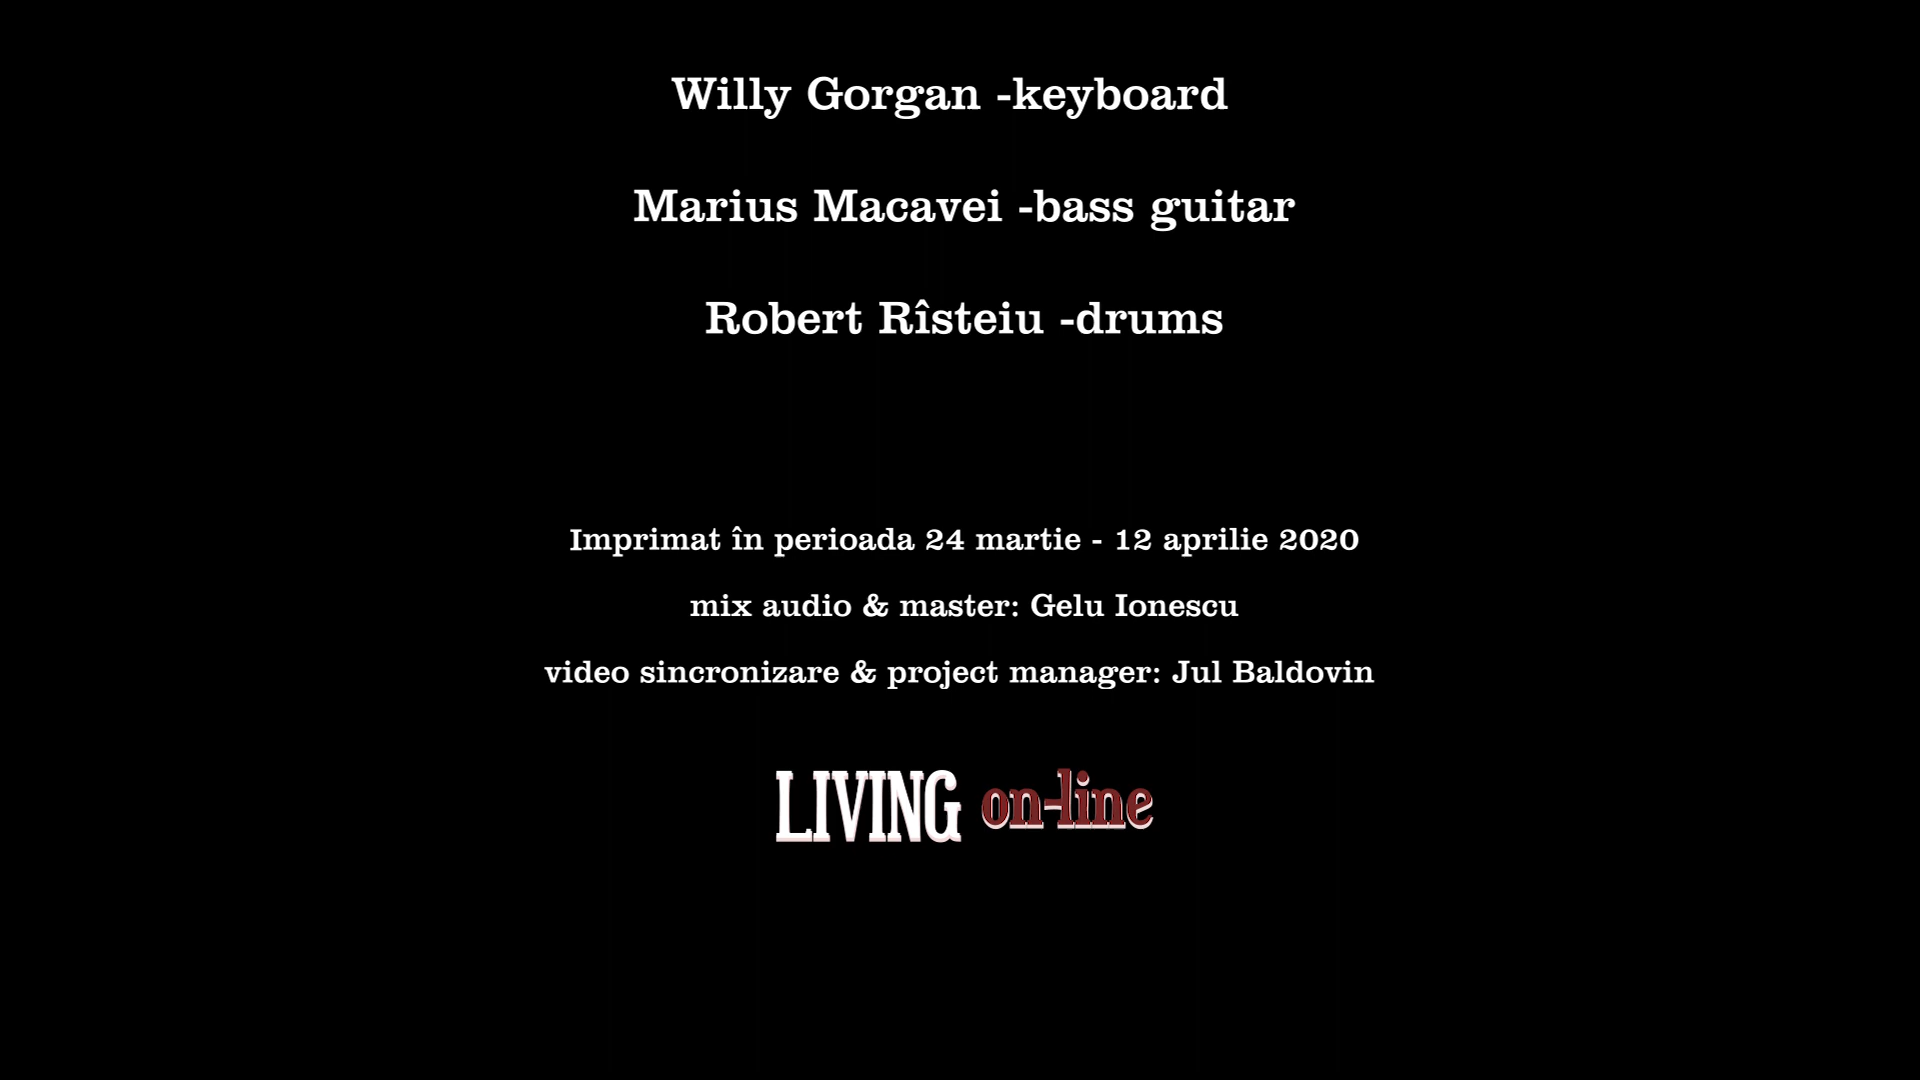 Willy Gorgan -keyboard
Marius Macavei -bass guitar
Robert Rîsteiu -drums
Imprimat în perioada 24 martie - 12 aprilie 2020
mix audio & master: Gelu Ionescu
video sincronizare & project manager: Jul Baldovin
LIVING on-line